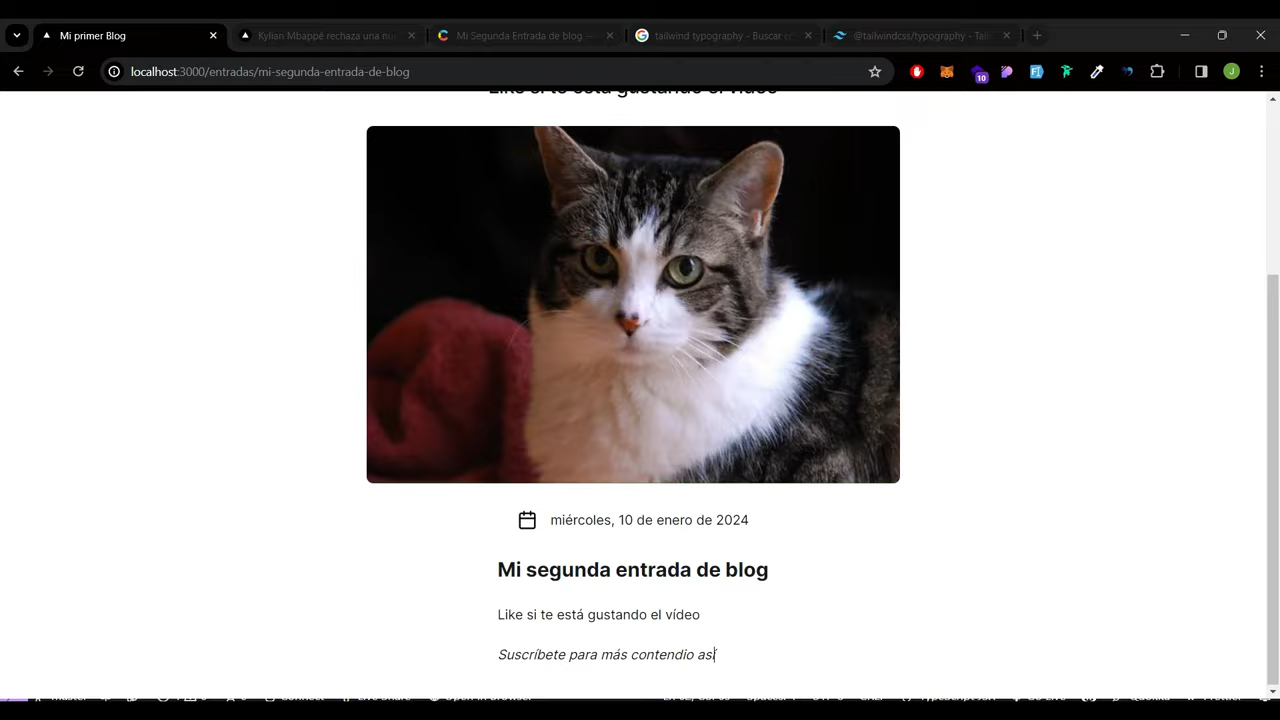 Mi primer Blog
Kylian Mbappé rechaza una no
Mi Segunda Entrada de blog —
tailwind typography - Buscar
@tailwindcss/typography - Tail
localhost:3000/entradas/mi-segunda-entrada-de-blog
10
J
Like si te está gustando el vídeo
miércoles, 10 de enero de 2024
Mi segunda entrada de blog
Like si te está gustando el vídeo
Suscríbete para más contendio así